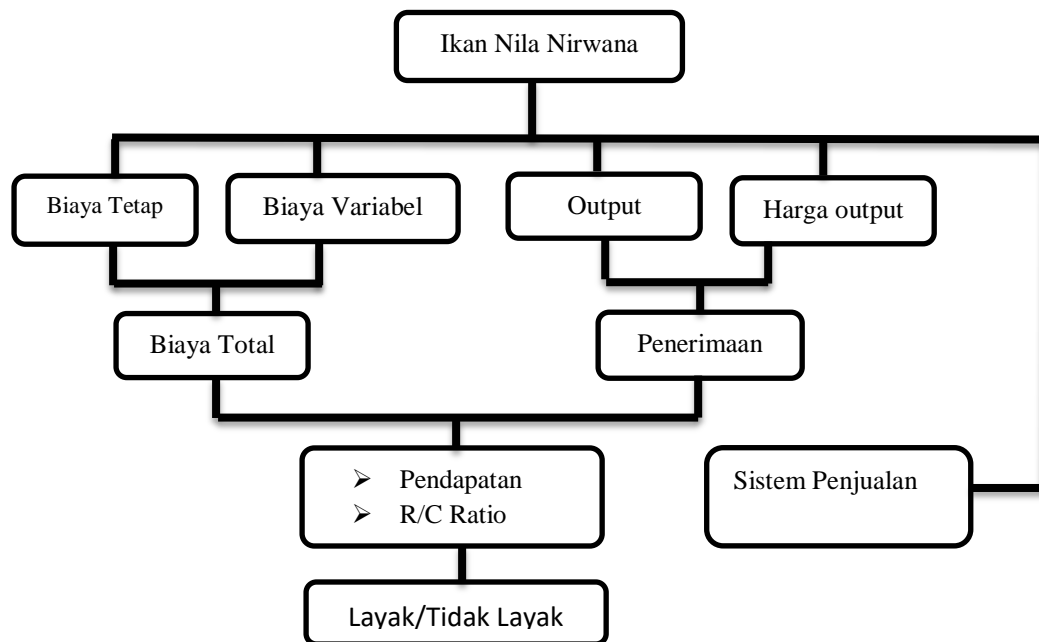 Ikan Nila Nirwana
Biaya Tetap
Biaya Variabel
Output
Harga output
Biaya Total
Penerimaan
➢ Pendapatan
➢ R/C Ratio
Sistem Penjualan
Layak/Tidak Layak